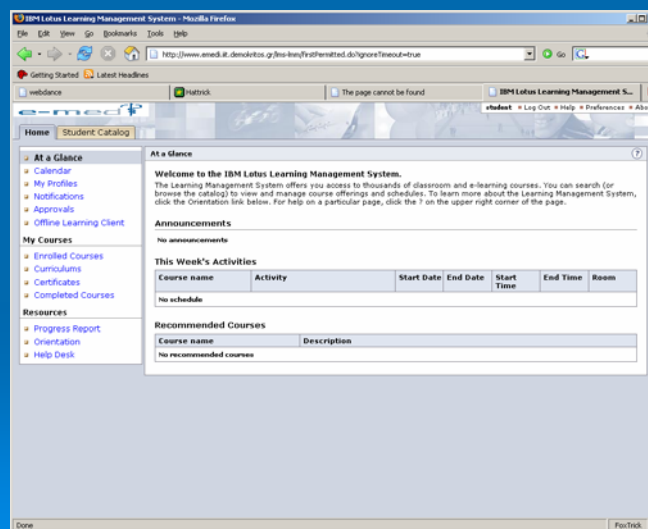 IBM Lotus Learning Management System - Mozilla Firefox
File Edit View Go Bookmarks Tools Help
http://www.emedi.iit.demokritos.gr/lms-lmm/firstPermitted.do?ignoreTimeout=true
Go
Getting Started Latest Headlines
webdance Hattrick The page cannot be found IBM Lotus Learning Management S...
e-med
student Log Out Help Preferences Abo
Home Student Catalog
At a Glance
Calendar
My Profiles
Notifications
Approvals
Offline Learning Client
My Courses
Enrolled Courses
Curriculums
Certificates
Completed Courses
Resources
Progress Report
Orientation
Help Desk
At a Glance ?
Welcome to the IBM Lotus Learning Management System.
The Learning Management System offers you access to thousands of classroom and e-learning courses. You can search (or
browse the catalog) to view and manage course offerings and schedules. To learn more about the Learning Management System,
click the Orientation link below. For help on a particular page, click the ? on the upper right corner of the page.
Announcements
No announcements
This Week's Activities
Course name Activity Start Date End Date Start Time End Time Room
No schedule
Recommended Courses
Course name Description
No recommended courses
Done FoxTrick